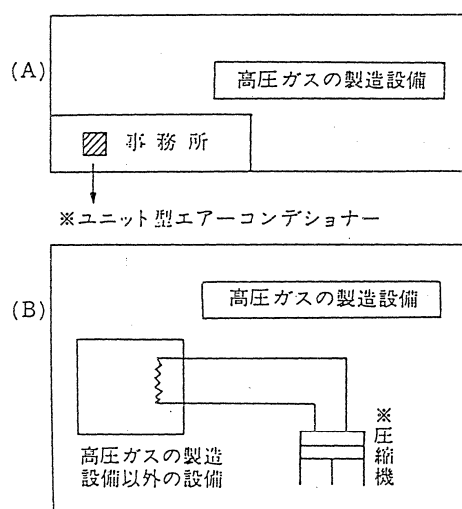 (A)
高圧ガスの製造設備
事務所
※ユニット型エアーコンデショナー
(B)
高圧ガスの製造設備
高圧ガスの製造
設備以外の設備
※圧縮機